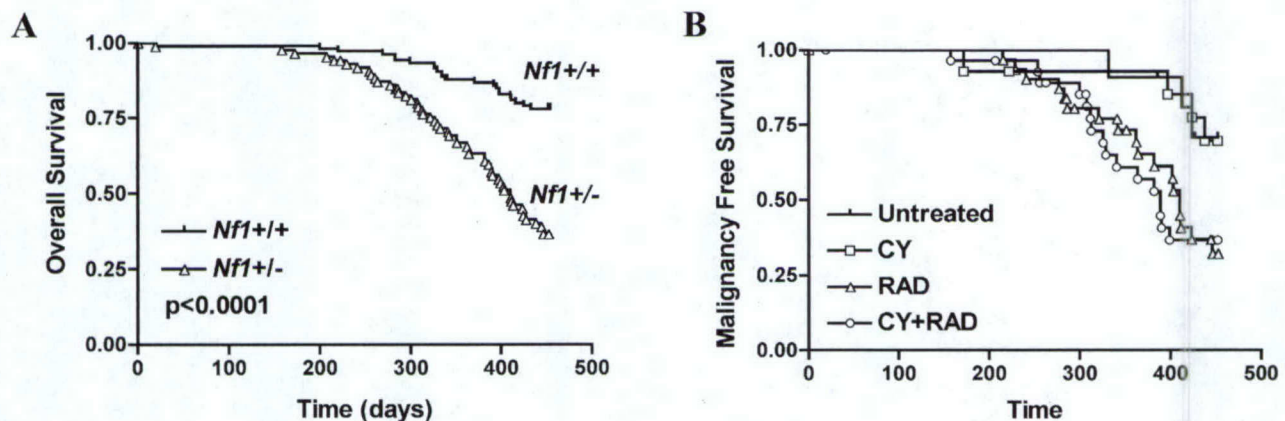 A
Overall Survival
1.00
0.75
0.50
0.25
0.00
Nf1+/+
Nf1+/-
Nf1+/+
Nf1+/-
p<0.0001
0 100 200 300 400 500
Time (days)
B
Malignancy Free Survival
1.00
0.75
0.50
0.25
0.00
Untreated
CY
RAD
CY+RAD
0 100 200 300 400 500
Time